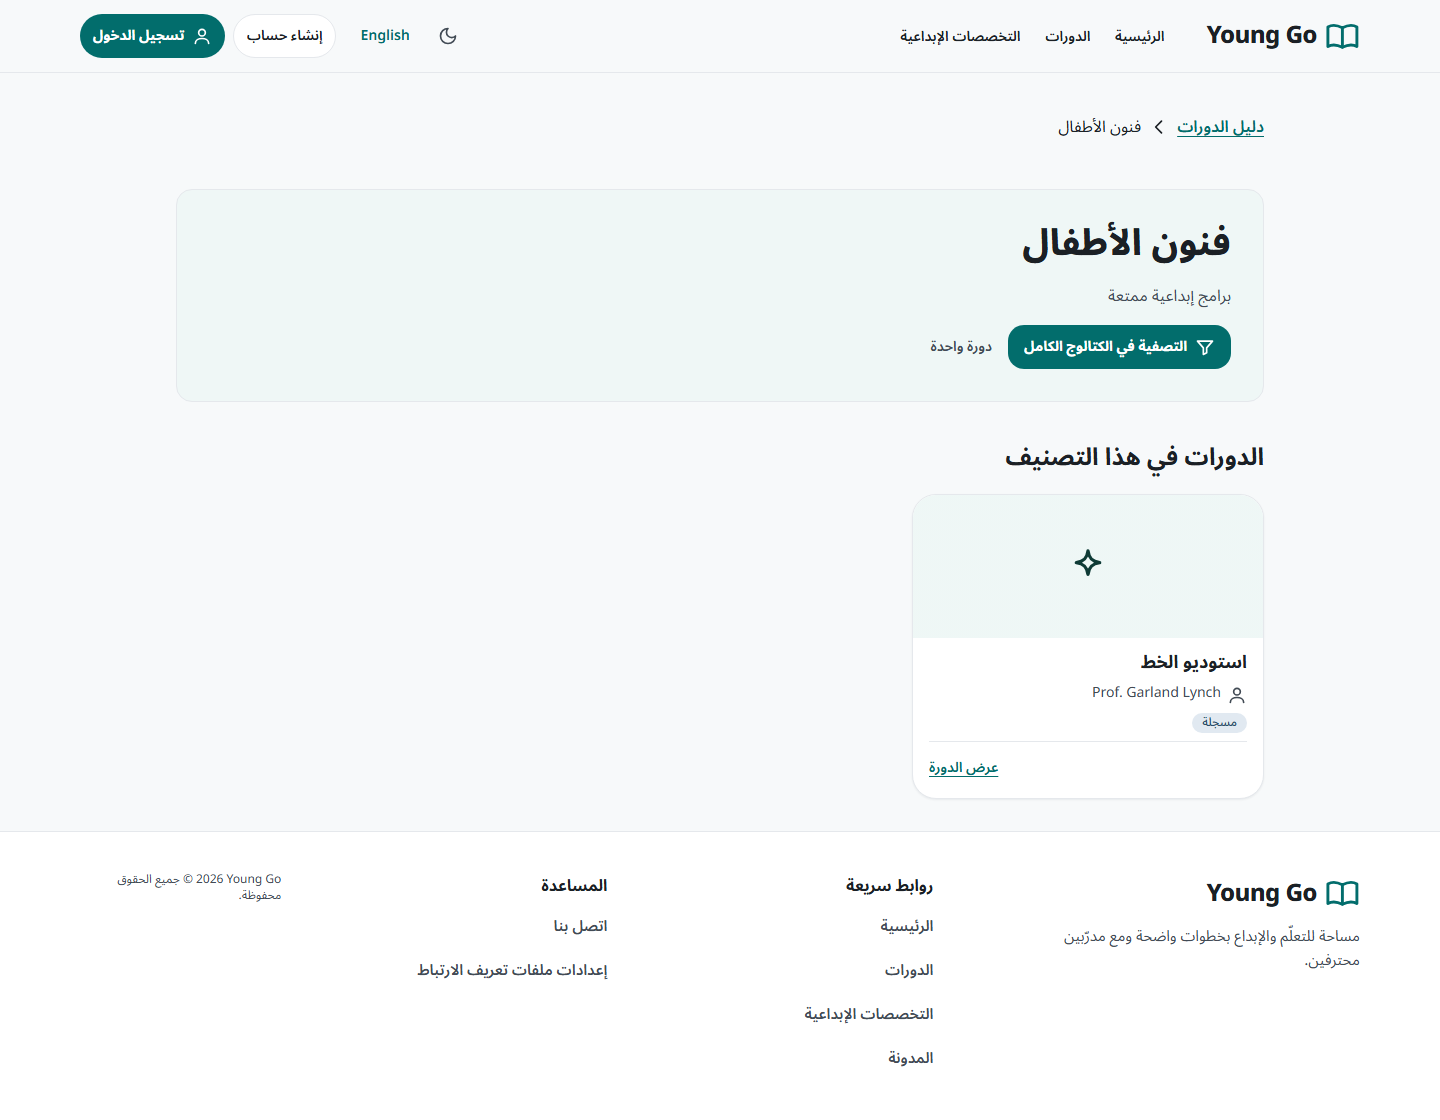 Young Go
الرئيسية
الدورات
التخصصات الإبداعية
English
إنشاء حساب
تسجيل الدخول
دليل الدورات
فنون الأطفال
فنون الأطفال
برامج إبداعية ممتعة
التصفية في الكتالوج الكامل
دورة واحدة
الدورات في هذا التصنيف
استوديو الخط
Prof. Garland Lynch
مسجلة
عرض الدورة
Young Go
مساحة للتعلّم والإبداع بخطوات واضحة ومع مدرّبين
محترفين.
روابط سريعة
الرئيسية
الدورات
التخصصات الإبداعية
المدونة
المساعدة
اتصل بنا
إعدادات ملفات تعريف الارتباط
Young Go 2026 © جميع الحقوق
محفوظة.